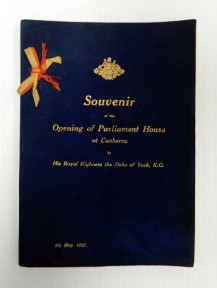 Souvenir
of the
Opening of Parliament House
at Canberra
by
His Royal Highness the Duke of York, K.G.
9th May, 1927.